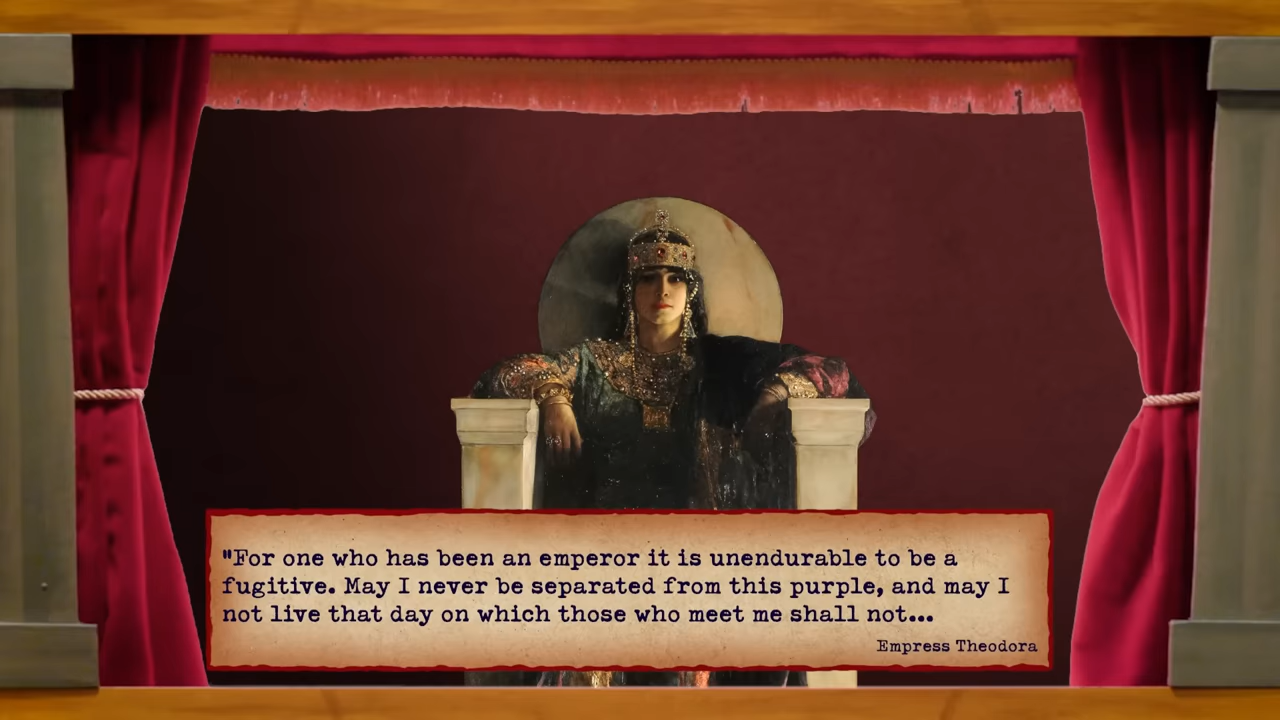 "For one who has been an emperor it is unendurable to be a
fugitive. May I never be separated from this purple, and may I
not live that day on which those who meet me shall not...
Empress Theodora